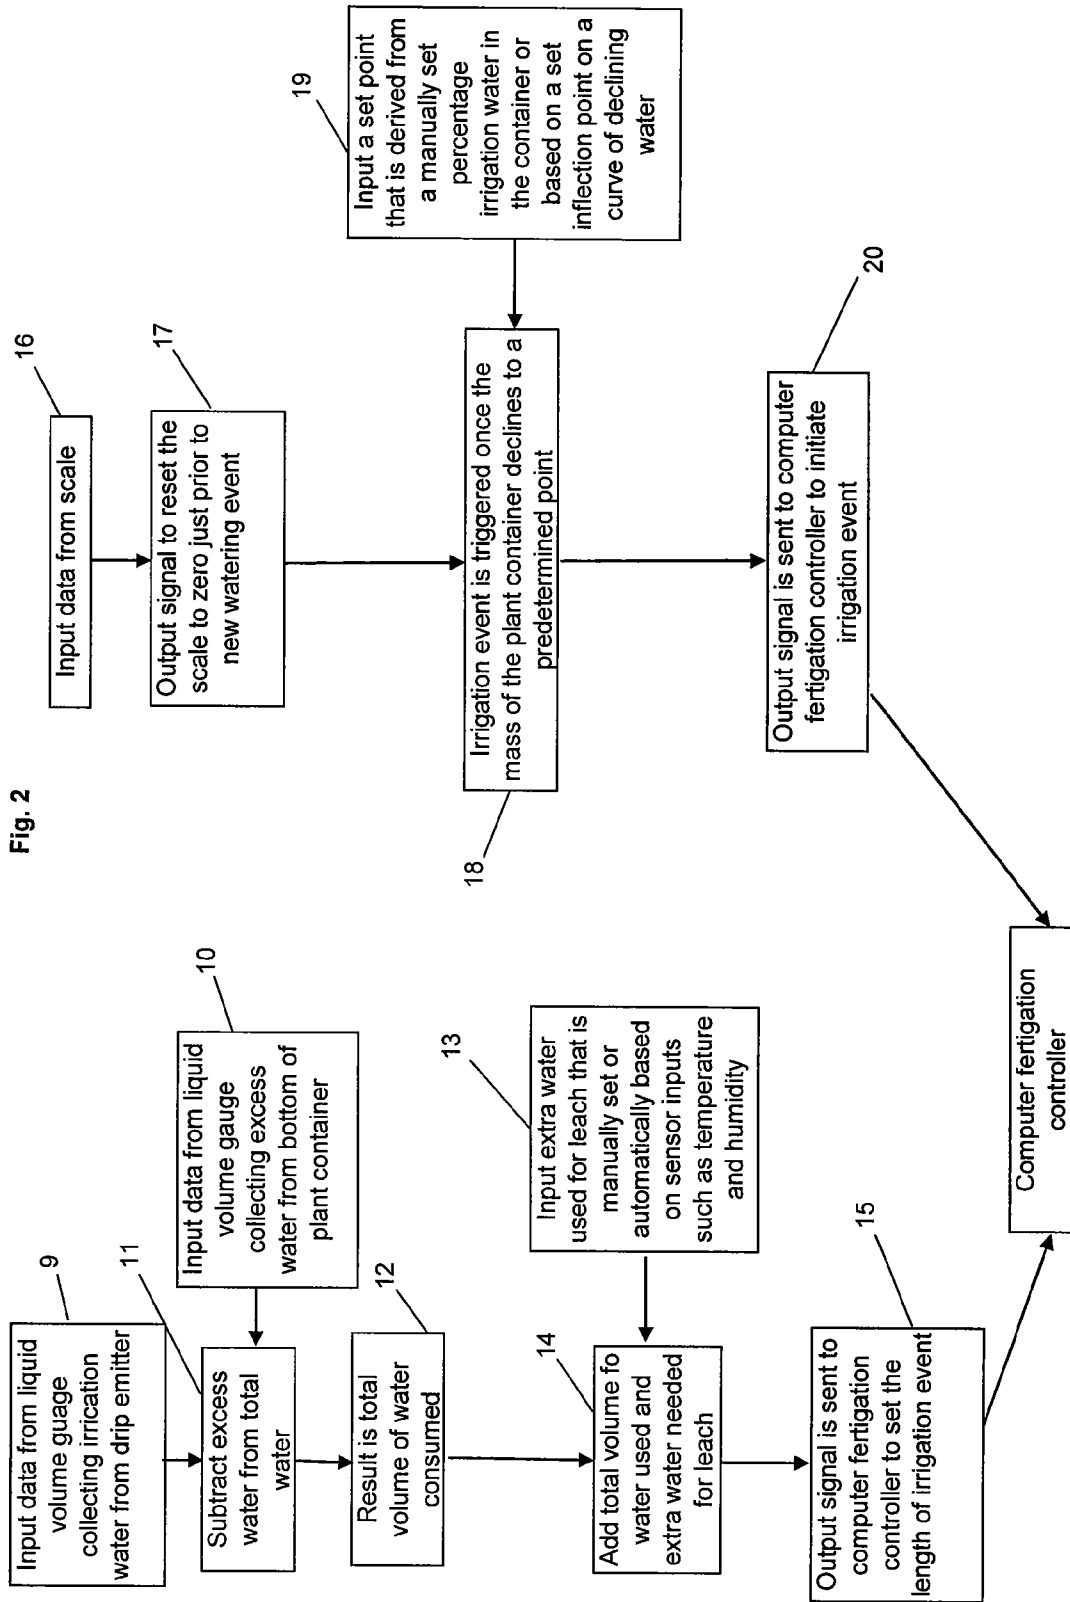 Fig. 2
9
Input data from liquid
volume guage
collecting irrication
water from drip emitter
10
Input data from liquid
volume gauge
collecting excess
water from bottom of
plant container
11
Subtract excess
water from total
water
12
Result is total
volume of water
consumed
13
Input extra water
used for leach that is
manually set or
automatically based
on sensor inputs
such as temperature
and humidity
14
Add total volume fo
water used and
extra water needed
for leach
15
Output signal is sent to
computer fertigation
controller to set the
length of irrigation event
16
Input data from scale
17
Output signal to reset the
scale to zero just prior to
new watering event
18
Irrigation event is triggered once the
mass of the plant container declines to a
predetermined point
19
Input a set point
that is derived from
a manually set
percentage
irrigation water in
the container or
based on a set
inflection point on a
curve of declining
water
20
Output signal is sent to computer
fertigation controller to initiate
irrigation event
Computer fertigation
controller